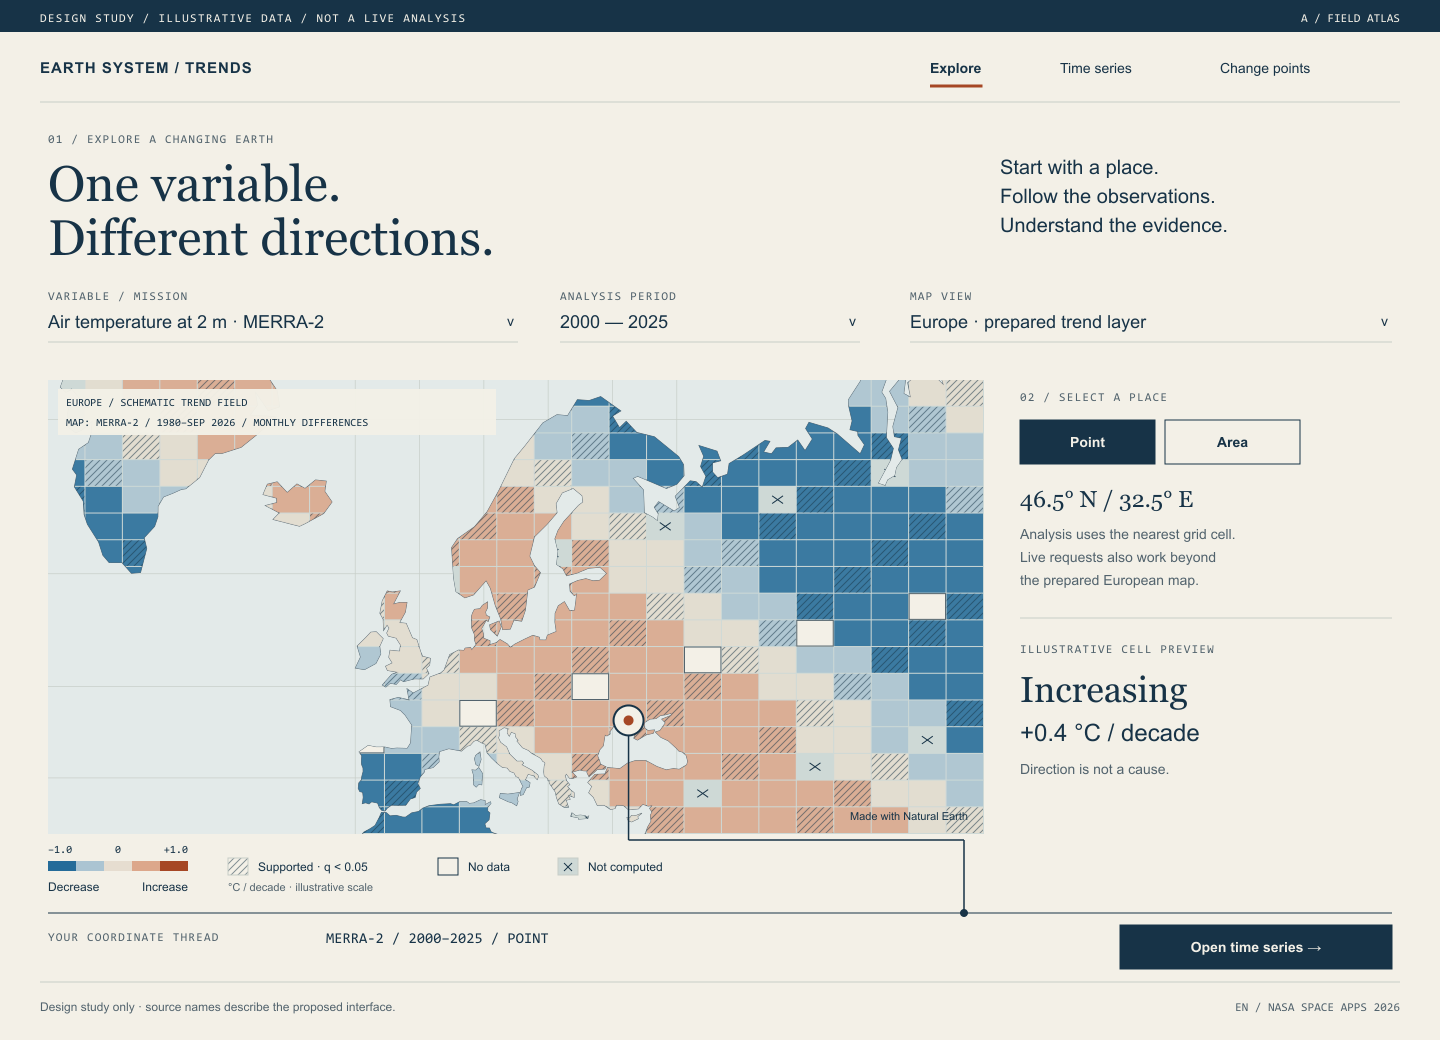 DESIGN STUDY / ILLUSTRATIVE DATA / NOT A LIVE ANALYSIS
A / FIELD ATLAS
EARTH SYSTEM / TRENDS
Explore
Time series
Change points
01 / EXPLORE A CHANGING EARTH
One variable.
Different directions.
Start with a place.
Follow the observations.
Understand the evidence.
VARIABLE / MISSION
Air temperature at 2 m · MERRA-2
v
ANALYSIS PERIOD
2000 — 2025
v
MAP VIEW
Europe · prepared trend layer
v
EUROPE / SCHEMATIC TREND FIELD
MAP: MERRA-2 / 1980–SEP 2026 / MONTHLY DIFFERENCES
Made with Natural Earth
02 / SELECT A PLACE
Point
Area
46.5° N / 32.5° E
Analysis uses the nearest grid cell.
Live requests also work beyond
the prepared European map.
ILLUSTRATIVE CELL PREVIEW
Increasing
+0.4 °C / decade
Direction is not a cause.
−1.0 0 +1.0
Decrease Increase
Supported · q < 0.05
°C / decade · illustrative scale
No data
Not computed
YOUR COORDINATE THREAD
MERRA-2 / 2000–2025 / POINT
Open time series →
Design study only · source names describe the proposed interface.
EN / NASA SPACE APPS 2026